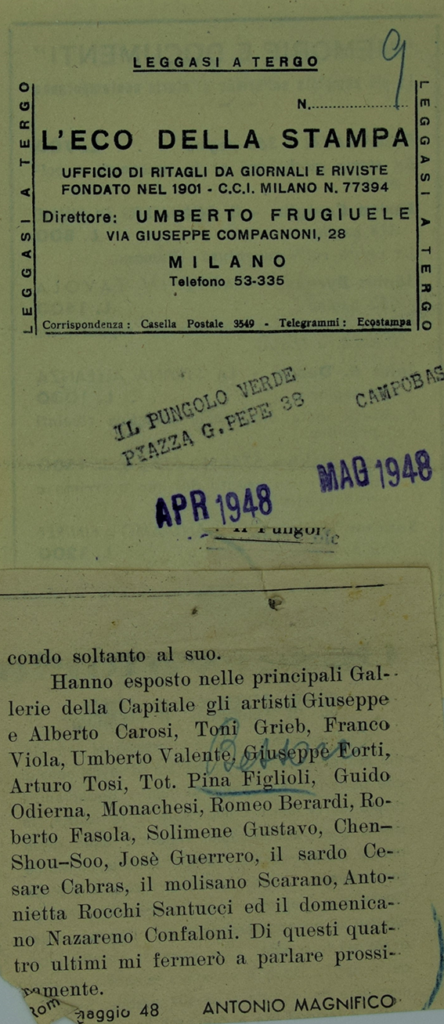 9
LEGGASI A TERGO
N.
LEGGASI A TERGO
LEGGASI A TERGO
L'ECO DELLA STAMPA
UFFICIO DI RITAGLI DA GIORNALI E RIVISTE
FONDATO NEL 1901 - C.C.I. MILANO N. 77394
Direttore: UMBERTO FRUGIUELE
VIA GIUSEPPE COMPAGNONI, 28
MILANO
Telefono 53-335
Corrispondenza: Casella Postale 3549 - Telegrammi: Ecostampa
IL PUNGOLO VERDE
PIAZZA G. PEPE 38 CAMPOBAS
APR 1948 MAG 1948
condo soltanto al suo.
Hanno esposto nelle principali Gal-
lerie della Capitale gli artisti Giuseppe
e Alberto Carosi, Toni Grieb, Franco
Viola, Umberto Valente, Giuseppe Forti,
Arturo Tosi, Tot. Pina Figlioli, Guido
Odierna, Monachesi, Romeo Berardi, Ro-
berto Fasola, Solimene Gustavo, Chen-
Shou-Soo, Josè Guerrero, il sardo Ce-
sare Cabras, il molisano Scarano, Anto-
nietta Rocchi Santucci ed il domenica-
no Nazareno Confaloni. Di questi quat-
tro ultimi mi fermerò a parlare prossi-
mamente.
Rom maggio 48 ANTONIO MAGNIFICO